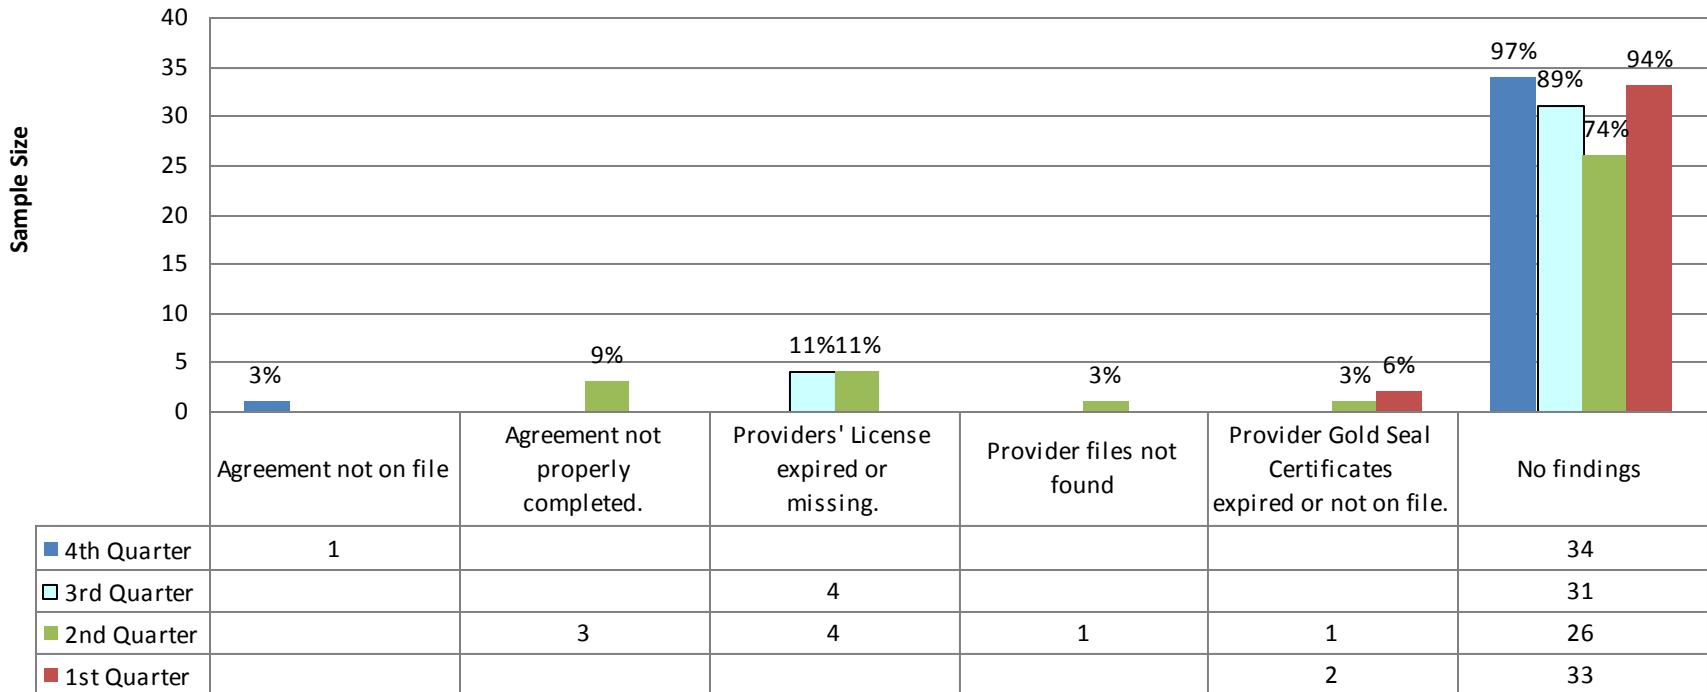 40
35
30
25
20
15
10
5
0
Sample Size
97%
89%
74%
94%
3%
9%
11%
11%
3%
3%
6%
Agreement not on file
Agreement not
properly
completed.
Providers' License
expired or
missing.
Provider files not
found
Provider Gold Seal
Certificates
expired or not on file.
No findings
4th Quarter 1 34
3rd Quarter 4 31
2nd Quarter 3 4 1 1 26
1st Quarter 2 33